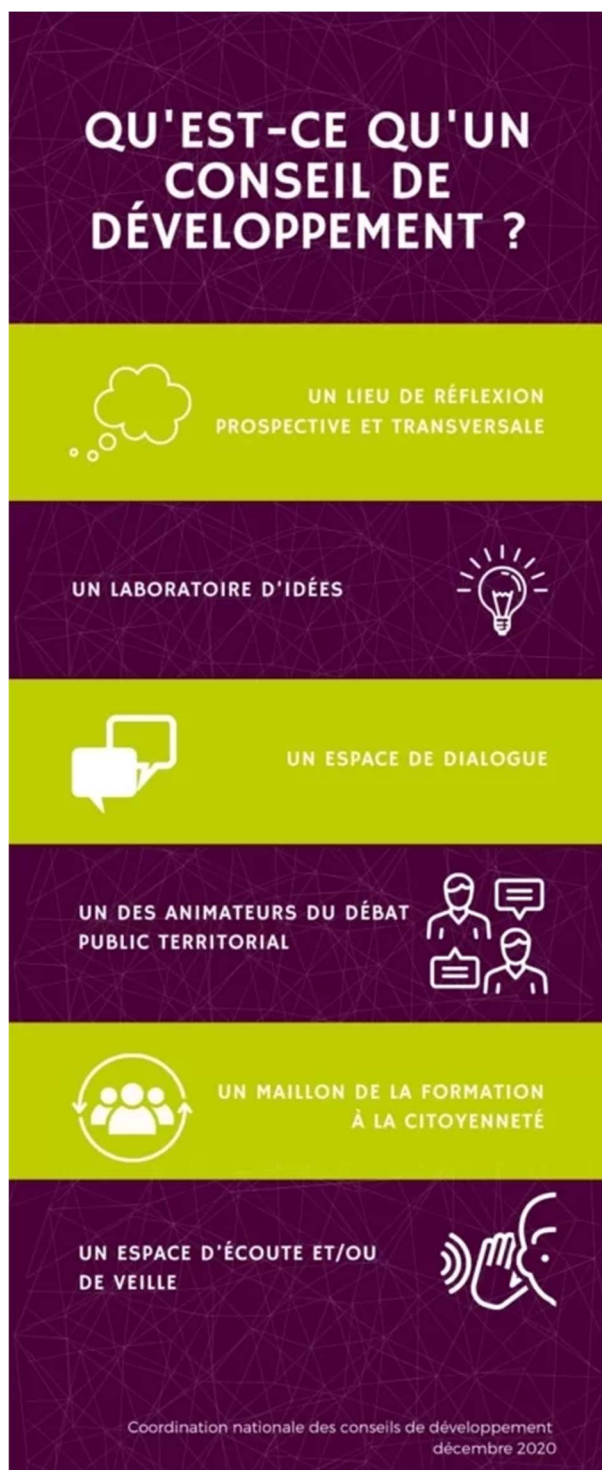 QU'EST-CE QU'UN
CONSEIL DE
DÉVELOPPEMENT ?
UN LIEU DE RÉFLEXION
PROSPECTIVE ET TRANSVERSALE
UN LABORATOIRE D'IDÉES
UN ESPACE DE DIALOGUE
UN DES ANIMATEURS DU DÉBAT
PUBLIC TERRITORIAL
UN MAILLON DE LA FORMATION
À LA CITOYENNETÉ
UN ESPACE D'ÉCOUTE ET/OU
DE VEILLE
Coordination nationale des conseils de développement
décembre 2020